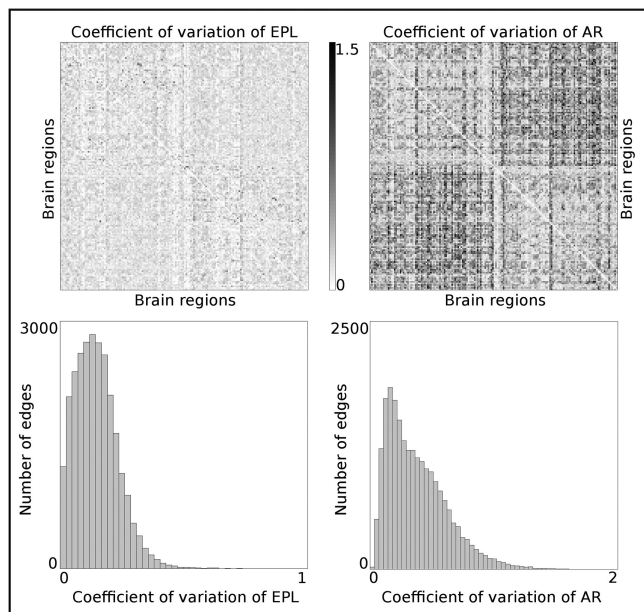 Coefficient of variation of EPL
Coefficient of variation of AR
1.5
0
Brain regions
Brain regions
Brain regions
Brain regions
3000
2500
Number of edges
Number of edges
0
0
0
1
0
2
Coefficient of variation of EPL
Coefficient of variation of AR